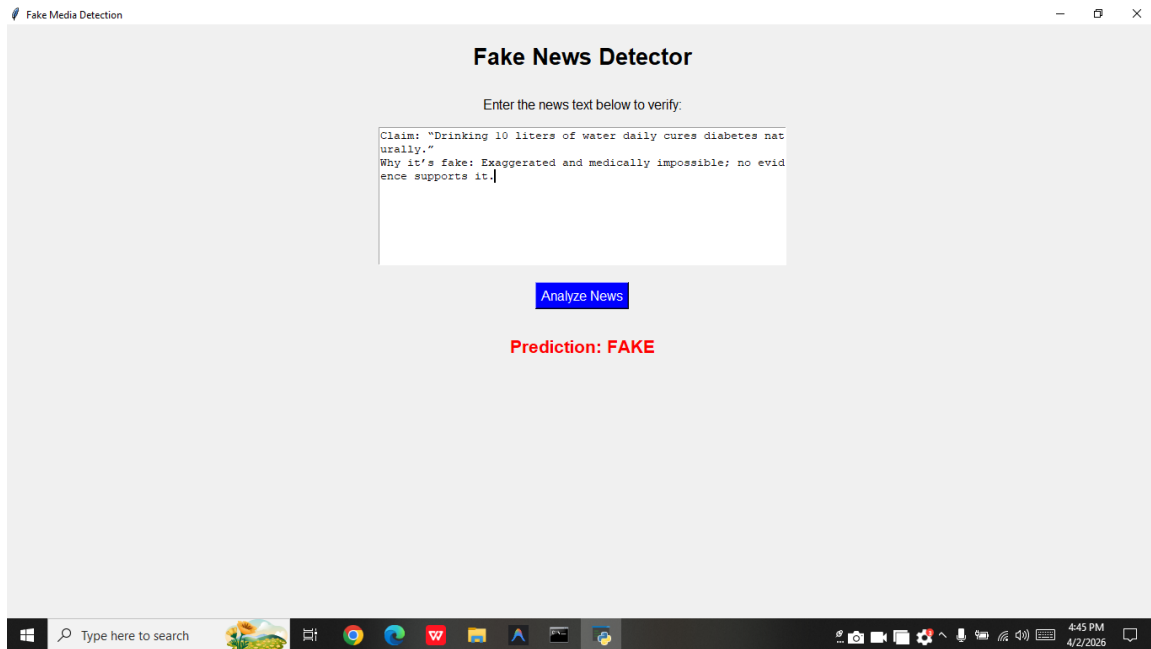 Fake Media Detection
Fake News Detector
Enter the news text below to verify:
Claim: “Drinking 10 liters of water daily cures diabetes nat
urally.”
Why it’s fake: Exaggerated and medically impossible; no evid
ence supports it.
Analyze News
Prediction: FAKE
Type here to search
4:45 PM
4/2/2026